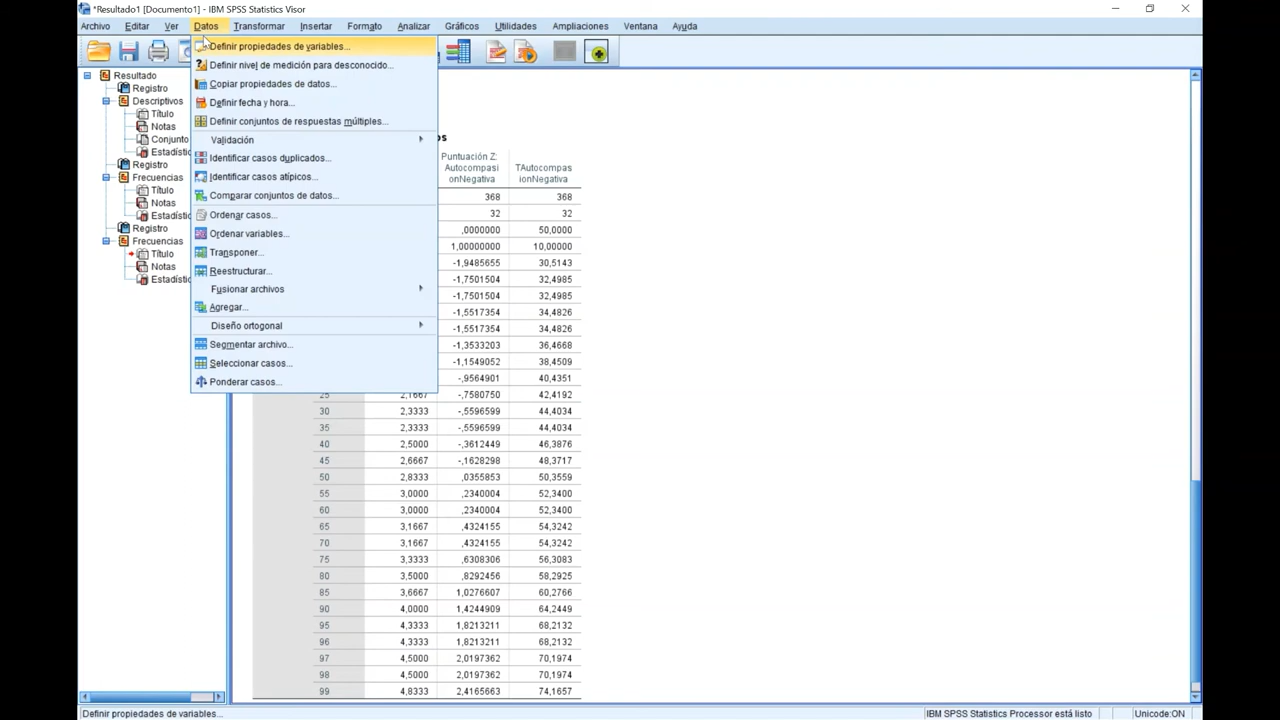 *Resultado1 [Documento1] - IBM SPSS Statistics Visor
Archivo Editar Ver Datos Transformar Insertar Formato Analizar Gráficos Utilidades Ampliaciones Ventana Ayuda
Resultado
Registro
Descriptivos
Título
Notas
Conjunto
Estadíst
Registro
Frecuencias
Título
Notas
Estadíst
Registro
Frecuencias
Título
Notas
Estadíst
Definir propiedades de variables...
Definir nivel de medición para desconocido...
Copiar propiedades de datos...
Definir fecha y hora...
Definir conjuntos de respuestas múltiples...
Validación
Identificar casos duplicados...
Identificar casos atípicos...
Comparar conjuntos de datos...
Ordenar casos...
Ordenar variables...
Transponer...
Reestructurar...
Fusionar archivos
Agregar...
Diseño ortogonal
Segmentar archivo...
Seleccionar casos...
Ponderar casos...
os
Puntuación Z:
Autocompasi
onNegativa
TAutocompas
ionNegativa
368 368
32 32
,0000000 50,0000
1,00000000 10,00000
-1,9485655 30,5143
-1,7501504 32,4985
-1,7501504 32,4985
-1,5517354 34,4826
-1,5517354 34,4826
-1,3533203 36,4668
-1,1549052 38,4509
-,9564901 40,4351
25 2,1667 -,7580750 42,4192
30 2,3333 -,5596599 44,4034
35 2,3333 -,5596599 44,4034
40 2,5000 -,3612449 46,3876
45 2,6667 -,1628298 48,3717
50 2,8333 ,0355853 50,3559
55 3,0000 ,2340004 52,3400
60 3,0000 ,2340004 52,3400
65 3,1667 ,4324155 54,3242
70 3,1667 ,4324155 54,3242
75 3,3333 ,6308306 56,3083
80 3,5000 ,8292456 58,2925
85 3,6667 1,0276607 60,2766
90 4,0000 1,4244909 64,2449
95 4,3333 1,8213211 68,2132
96 4,3333 1,8213211 68,2132
97 4,5000 2,0197362 70,1974
98 4,5000 2,0197362 70,1974
99 4,8333 2,4165663 74,1657
Definir propiedades de variables... IBM SPSS Statistics Processor está listo Unicode:ON